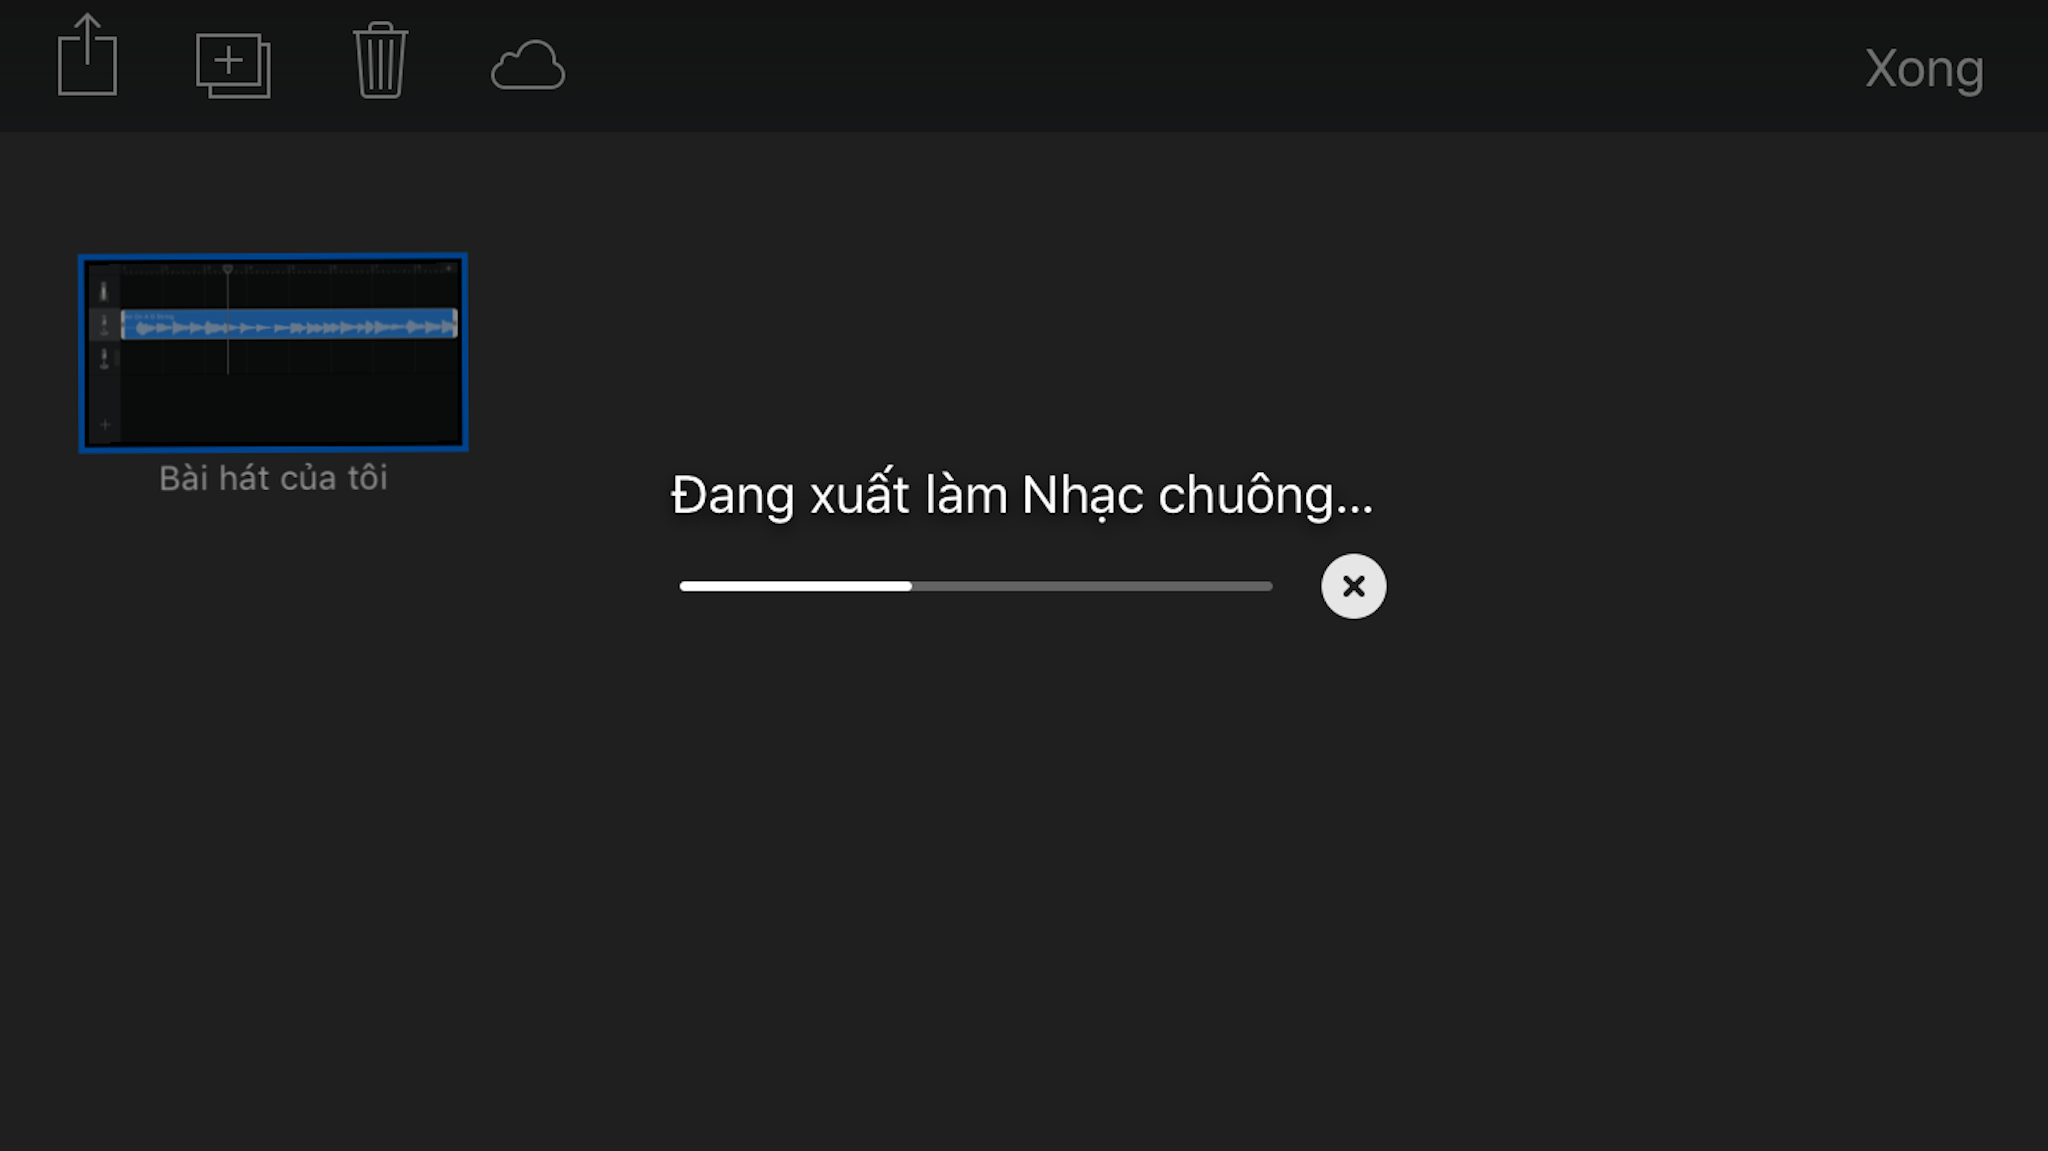 Xong
Bài hát của tôi
Đang xuất làm Nhạc chuông...